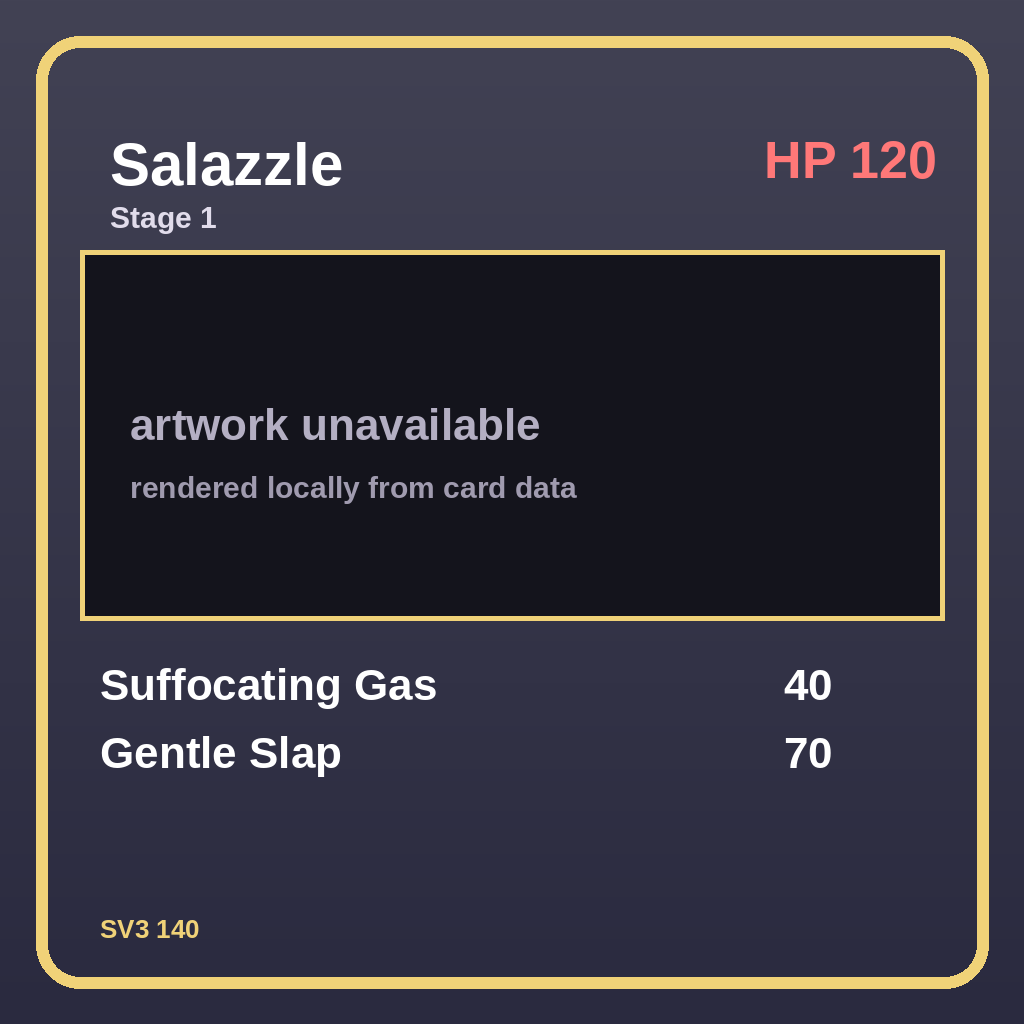 Salazzle
HP 120
Stage 1
artwork unavailable
rendered locally from card data
Suffocating Gas 40
Gentle Slap 70
SV3 140